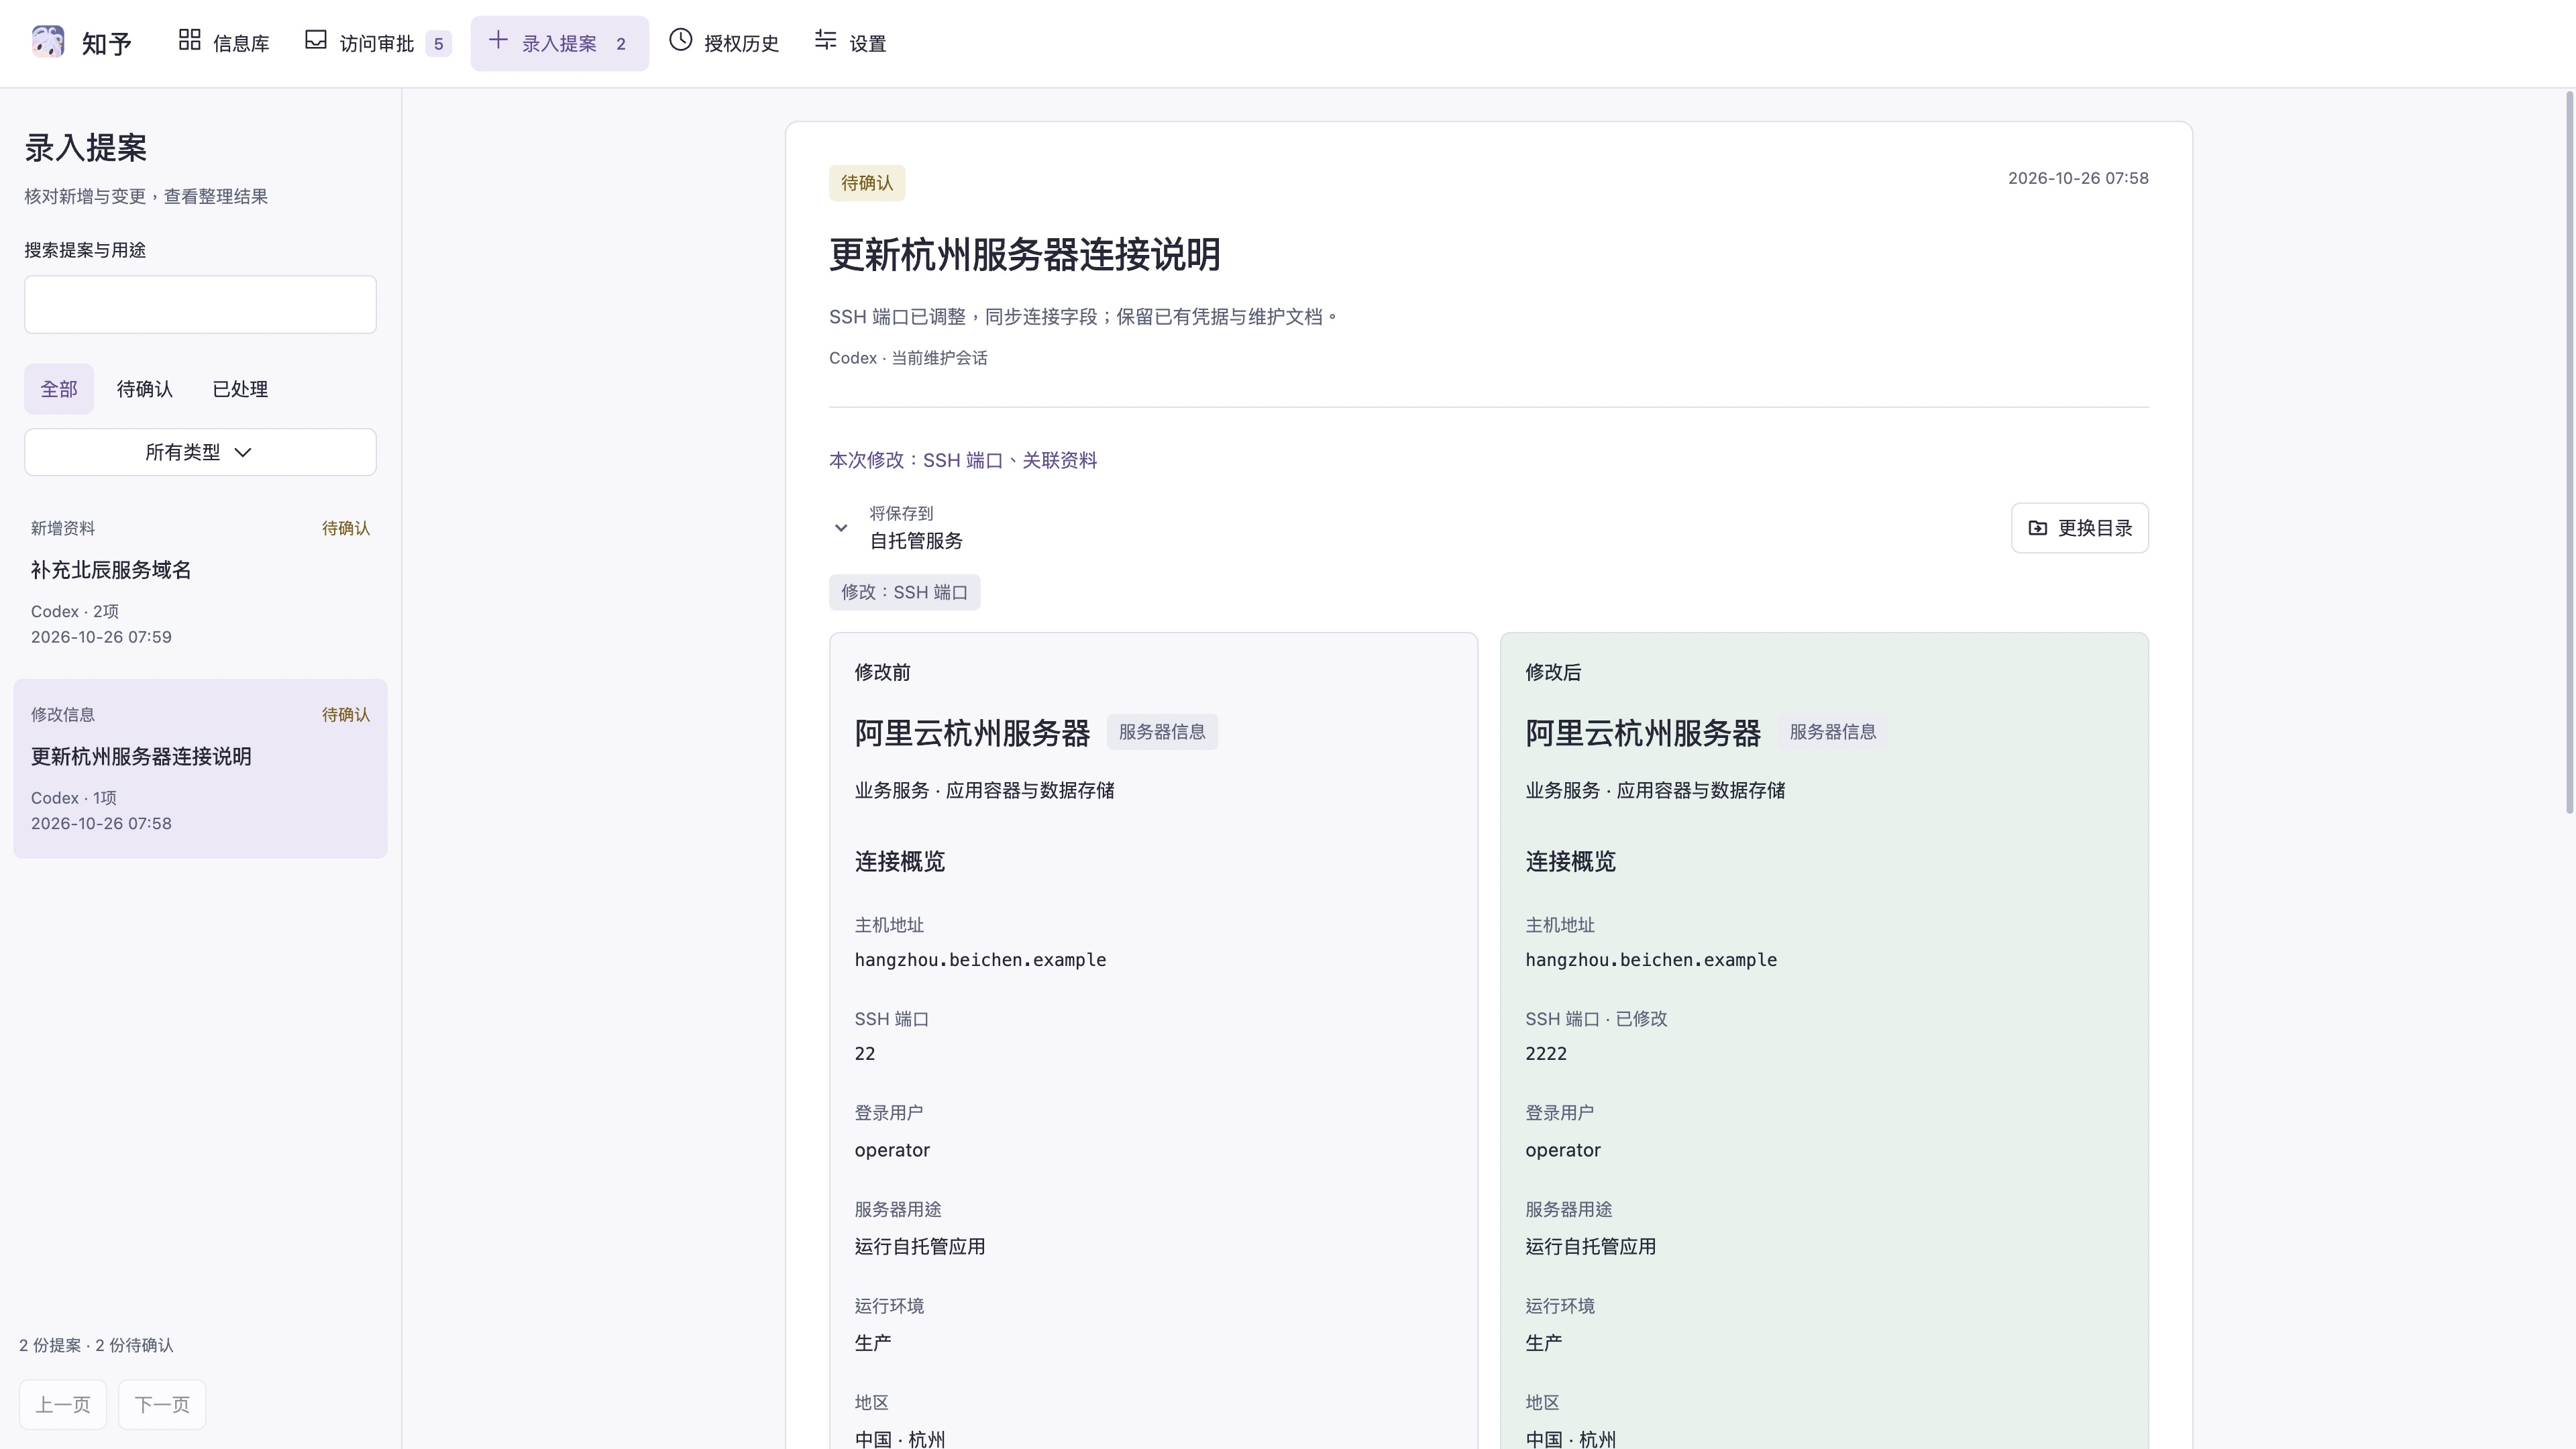 知予
信息库
访问审批 5
录入提案 2
授权历史
设置
录入提案
核对新增与变更，查看整理结果
搜索提案与用途
全部
待确认
已处理
所有类型
新增资料
待确认
补充北辰服务域名
Codex · 2项
2026-10-26 07:59
修改信息
待确认
更新杭州服务器连接说明
Codex · 1项
2026-10-26 07:58
2 份提案 · 2 份待确认
上一页
下一页
待确认
2026-10-26 07:58
更新杭州服务器连接说明
SSH 端口已调整，同步连接字段；保留已有凭据与维护文档。
Codex · 当前维护会话
本次修改：SSH 端口、关联资料
将保存到
自托管服务
更换目录
修改：SSH 端口
修改前
阿里云杭州服务器 服务器信息
业务服务 · 应用容器与数据存储
连接概览
主机地址
hangzhou.beichen.example
SSH 端口
22
登录用户
operator
服务器用途
运行自托管应用
运行环境
生产
地区
中国 · 杭州
修改后
阿里云杭州服务器 服务器信息
业务服务 · 应用容器与数据存储
连接概览
主机地址
hangzhou.beichen.example
SSH 端口 · 已修改
2222
登录用户
operator
服务器用途
运行自托管应用
运行环境
生产
地区
中国 · 杭州